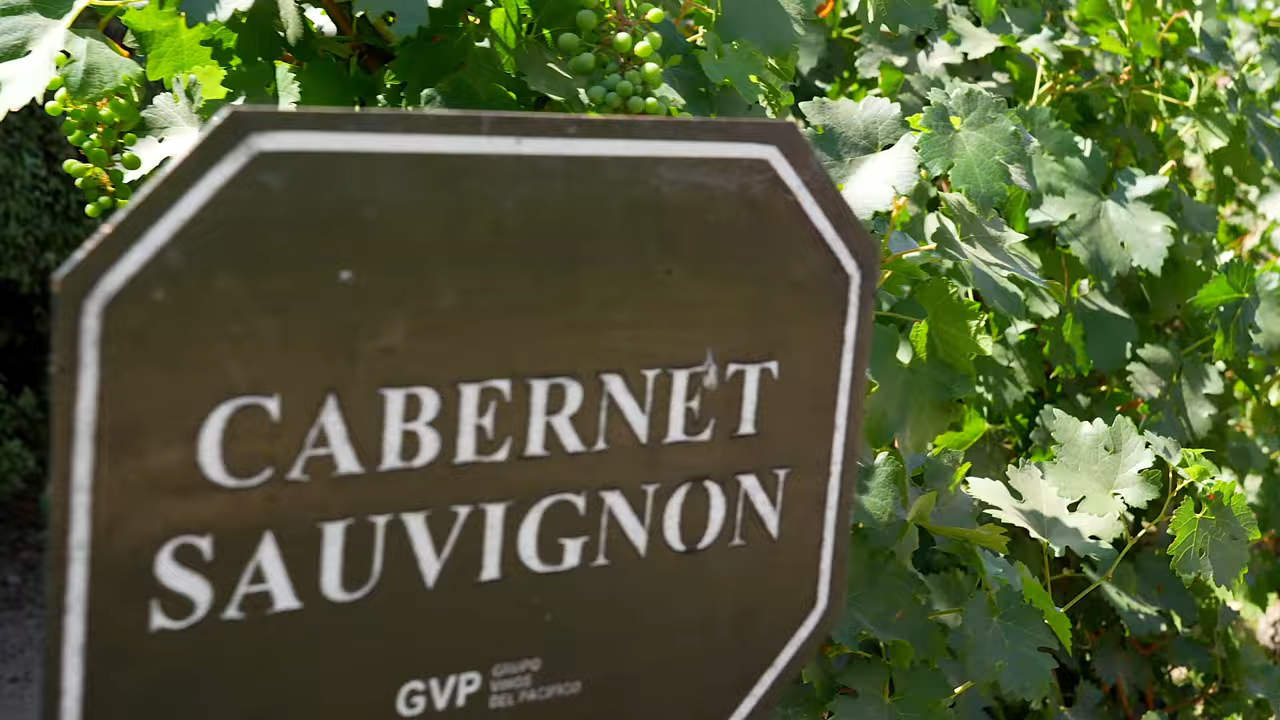 CABERNET
SAUVIGNON
GVP
GRUPO
VINOS
DEL PACIFICO